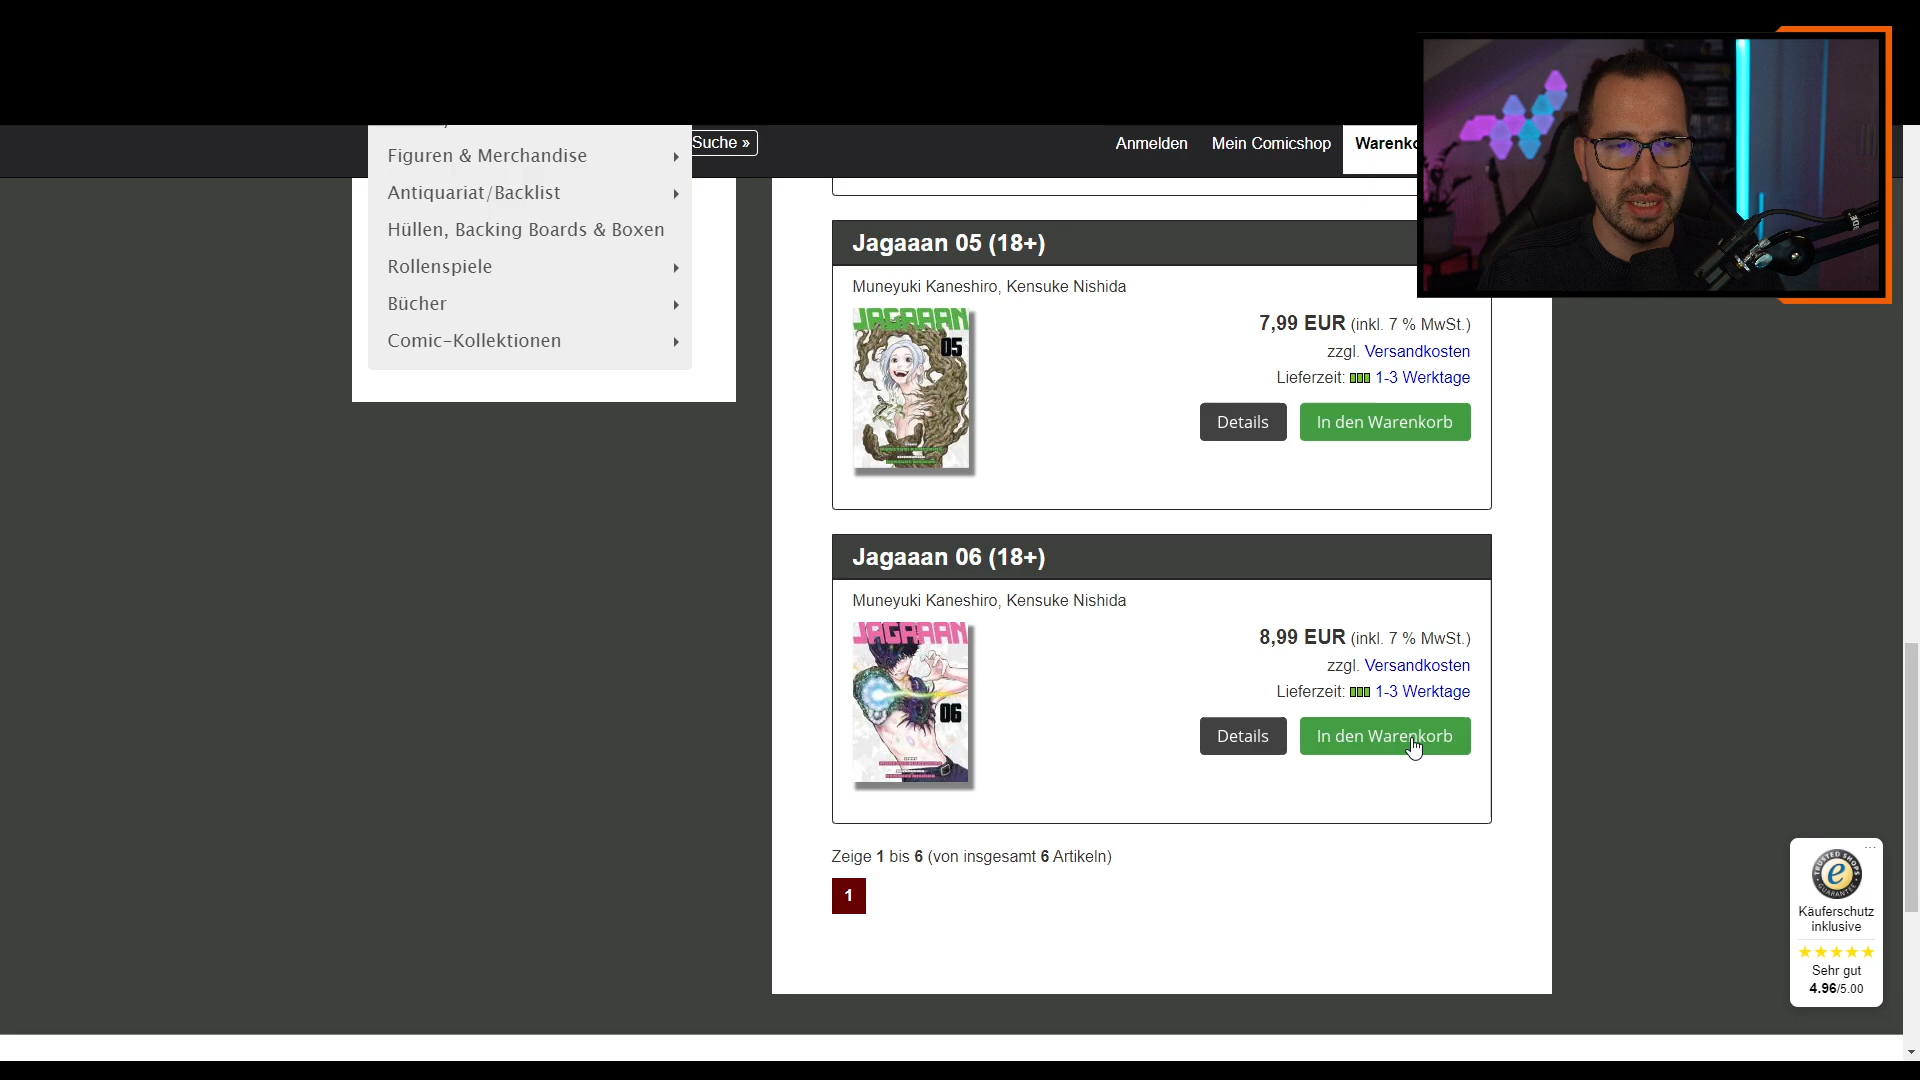 Suche »
Anmelden
Mein Comicshop
Warenko
Figuren & Merchandise
Antiquariat/Backlist
Hüllen, Backing Boards & Boxen
Rollenspiele
Bücher
Comic-Kollektionen
Jagaaan 05 (18+)
Muneyuki Kaneshiro, Kensuke Nishida
JAGAAAN
05
7,99 EUR (inkl. 7 % MwSt.)
zzgl. Versandkosten
Lieferzeit: 1-3 Werktage
Details
In den Warenkorb
Jagaaan 06 (18+)
Muneyuki Kaneshiro, Kensuke Nishida
JAGAAAN
06
8,99 EUR (inkl. 7 % MwSt.)
zzgl. Versandkosten
Lieferzeit: 1-3 Werktage
Details
In den Warenkorb
Zeige 1 bis 6 (von insgesamt 6 Artikeln)
1
TRUSTED SHOPS
e
GUARANTEE
Käuferschutz
inklusive
Sehr gut
4.96/5.00